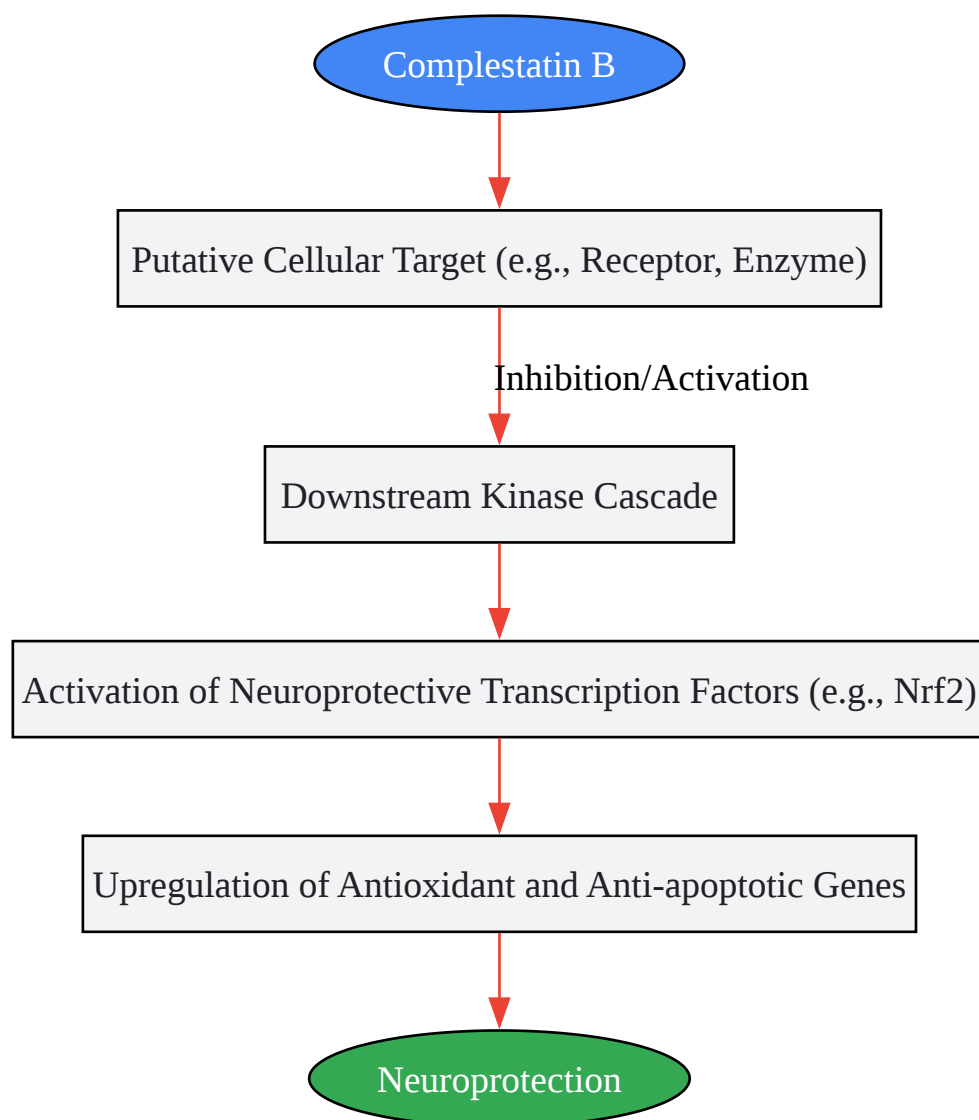 Complestatin B
Putative Cellular Target (e.g., Receptor, Enzyme)
Inhibition/Activation
Downstream Kinase Cascade
Activation of Neuroprotective Transcription Factors (e.g., Nrf2)
Upregulation of Antioxidant and Anti-apoptotic Genes
Neuroprotection